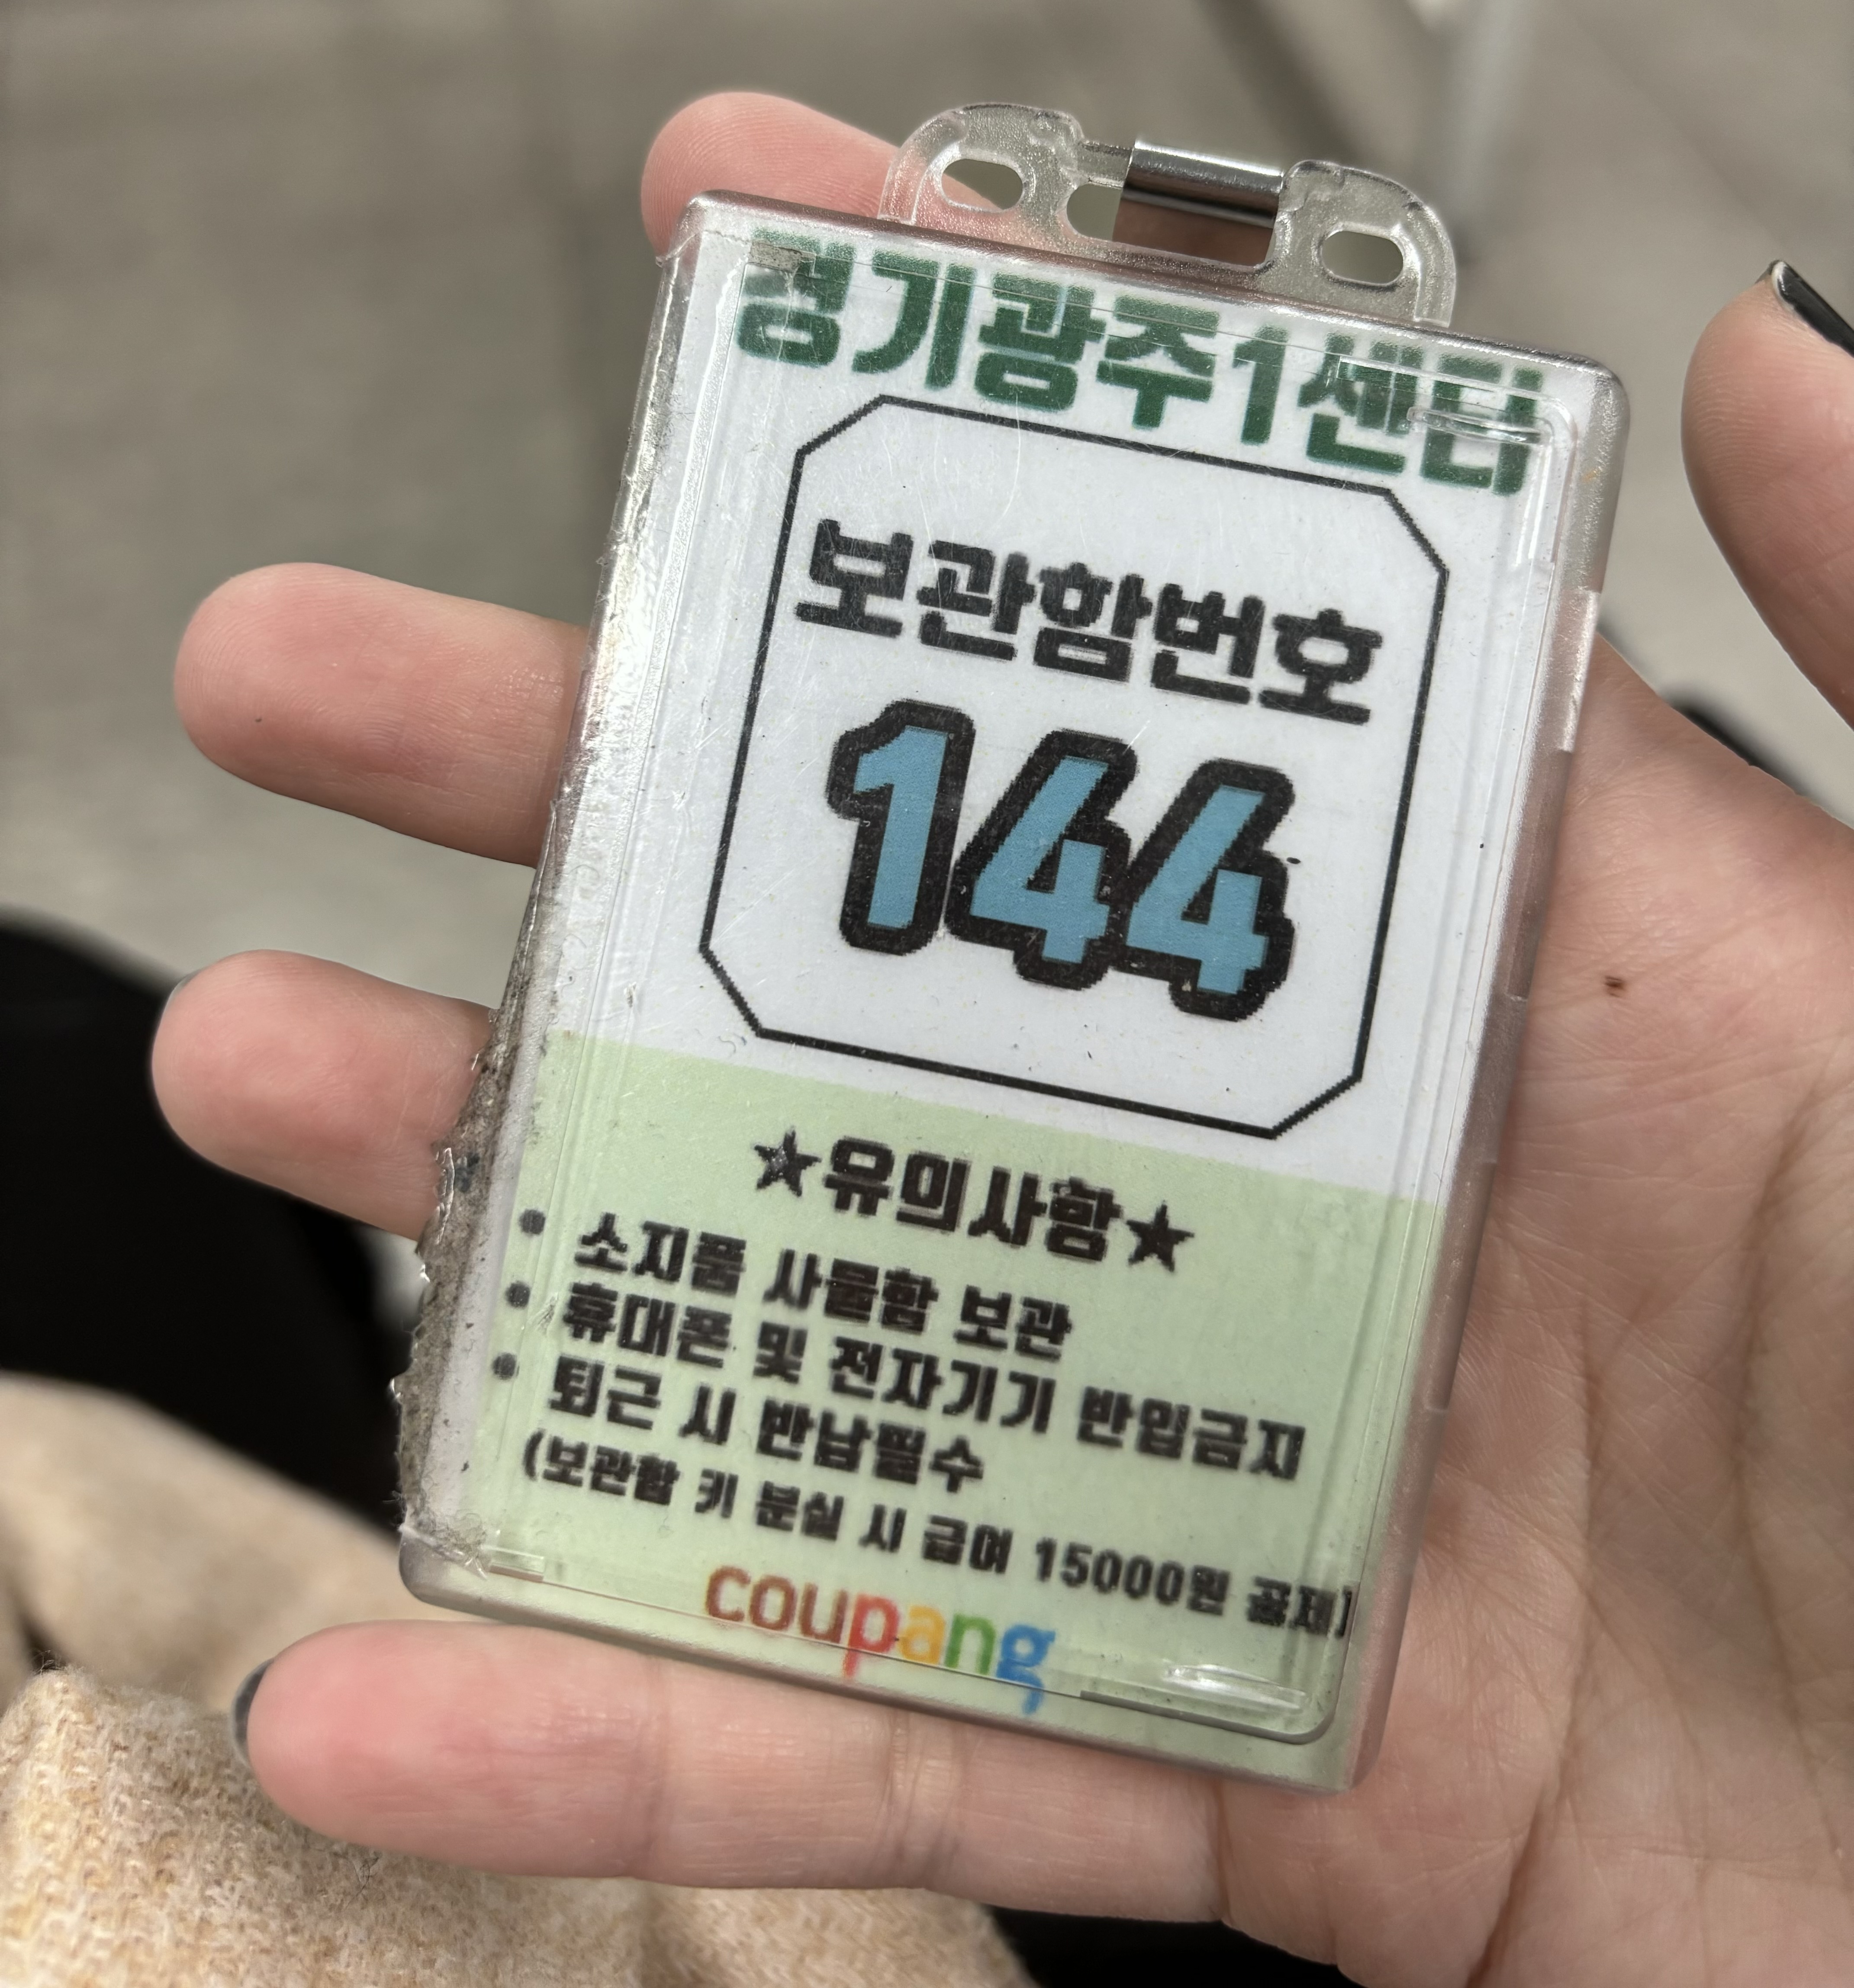 경기광주1센터
보관함번호
144
★유의사항★
• 소지품 사물함 보관
• 휴대폰 및 전자기기 반입금지
• 퇴근 시 반납필수
(보관함 키 분실 시 급여 15000원 공제)
coupang